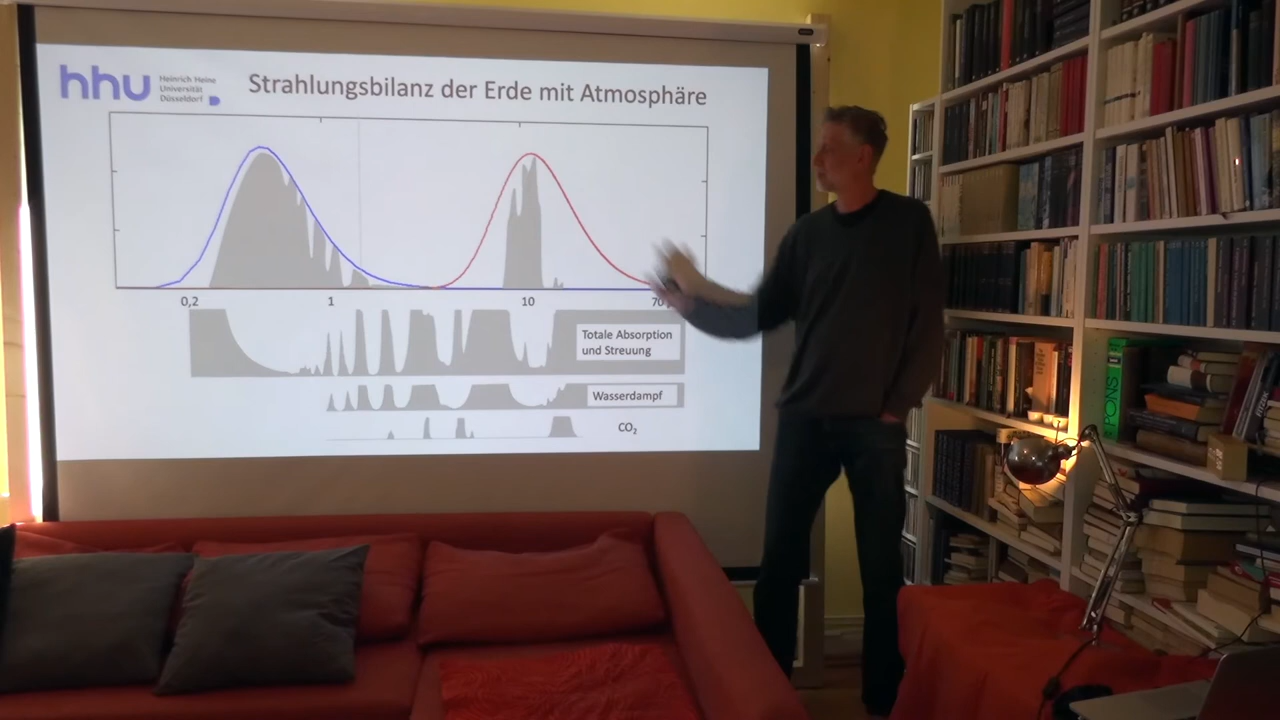 hhu
Heinrich Heine
Universität
Düsseldorf
Strahlungsbilanz der Erde mit Atmosphäre
0,2
1
10
70
Totale Absorption
und Streuung
Wasserdampf
CO₂
PONS